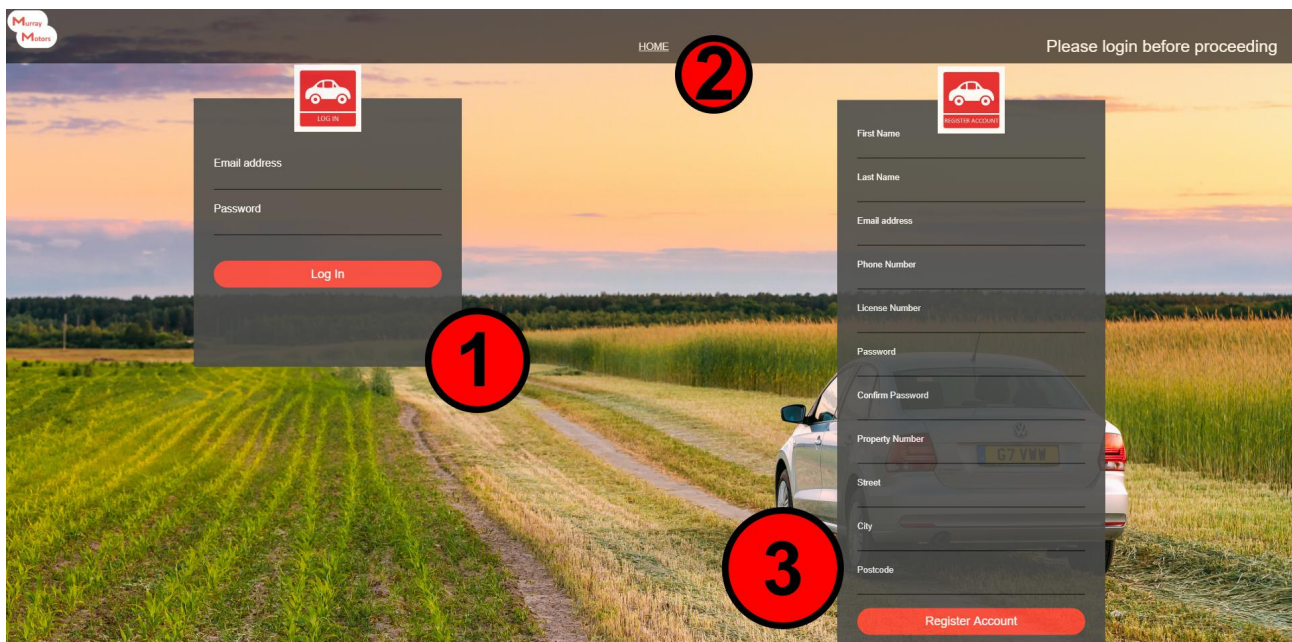 Murray
Motors
HOME
2
Please login before proceeding
LOG IN
Email address
Password
Log In
1
REGISTER ACCOUNT
First Name
Last Name
Email address
Phone Number
License Number
Password
Confirm Password
Property Number
G7 VWW
Street
City
Postcode
3
Register Account